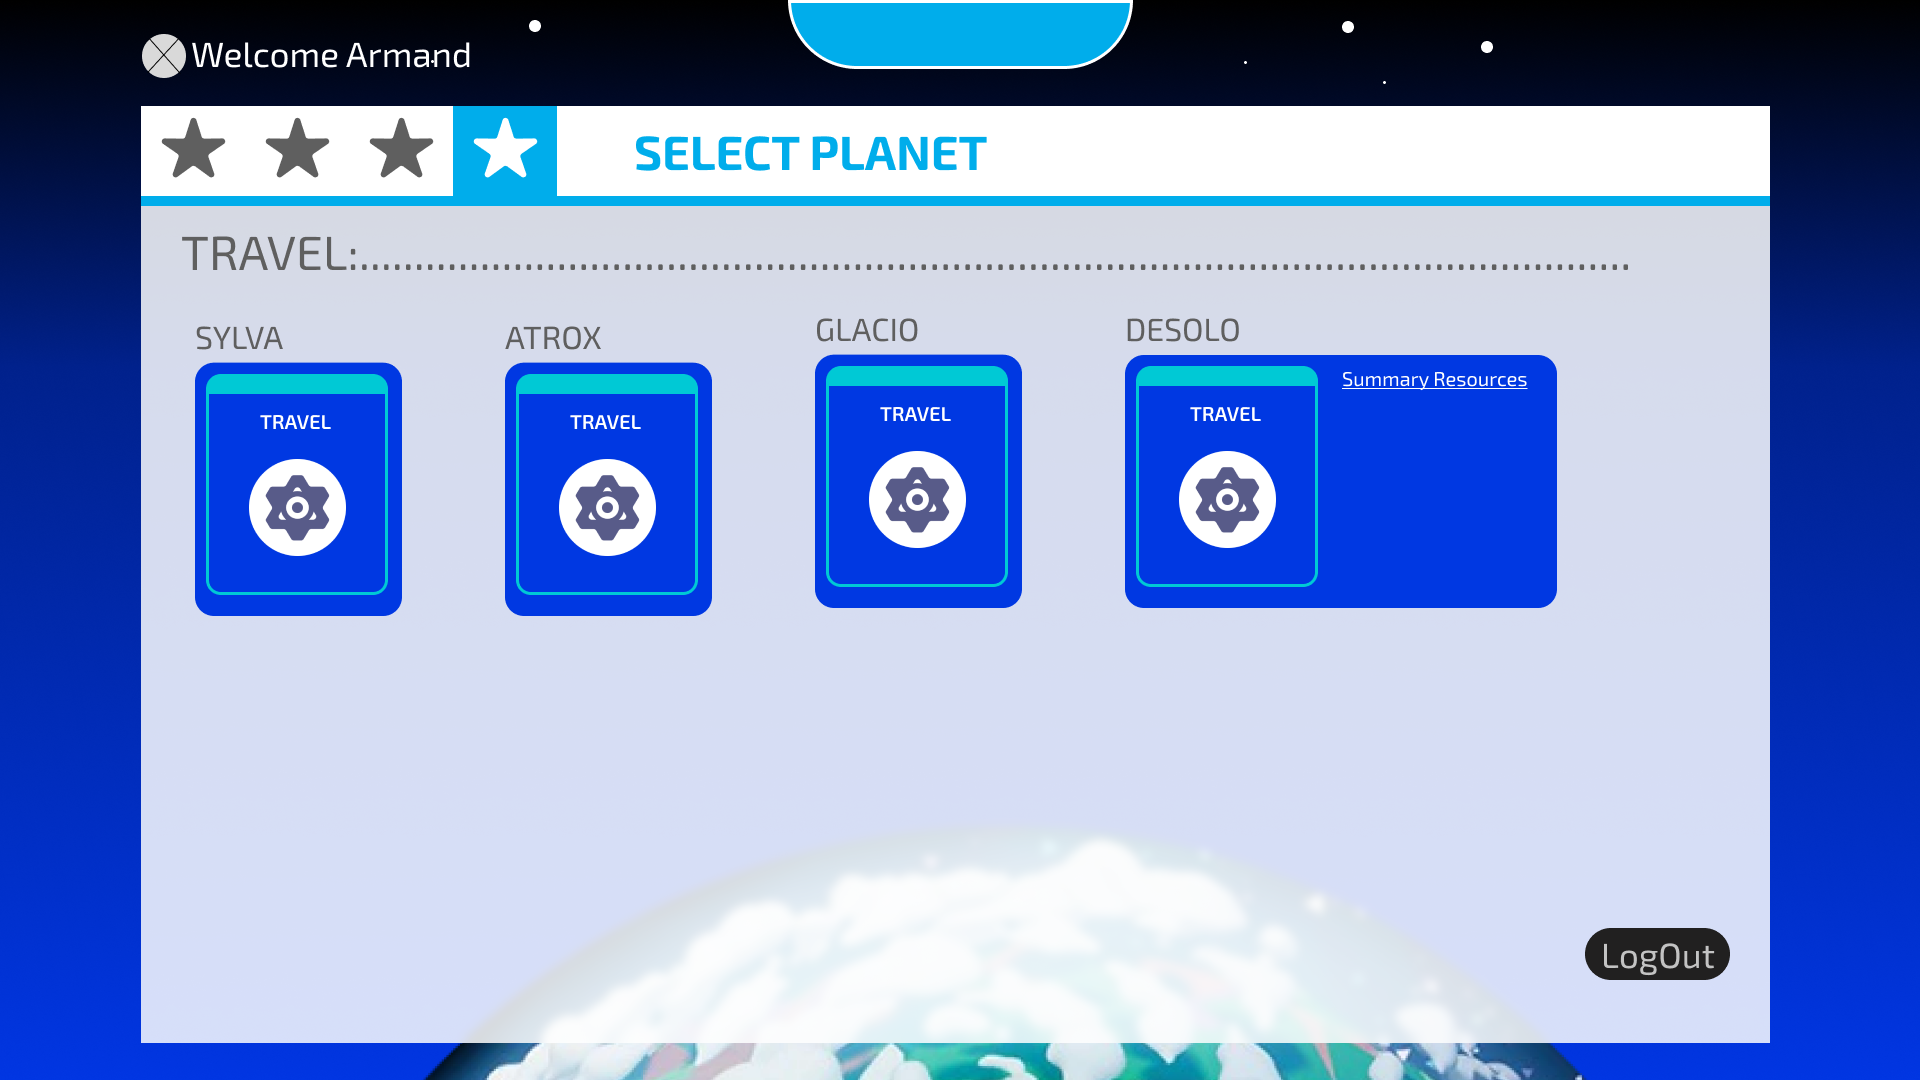 Welcome Armand
SELECT PLANET
TRAVEL:.....................................................................................................................
SYLVA
ATROX
GLACIO
DESOLO
TRAVEL
TRAVEL
TRAVEL
TRAVEL
Summary Resources
LogOut